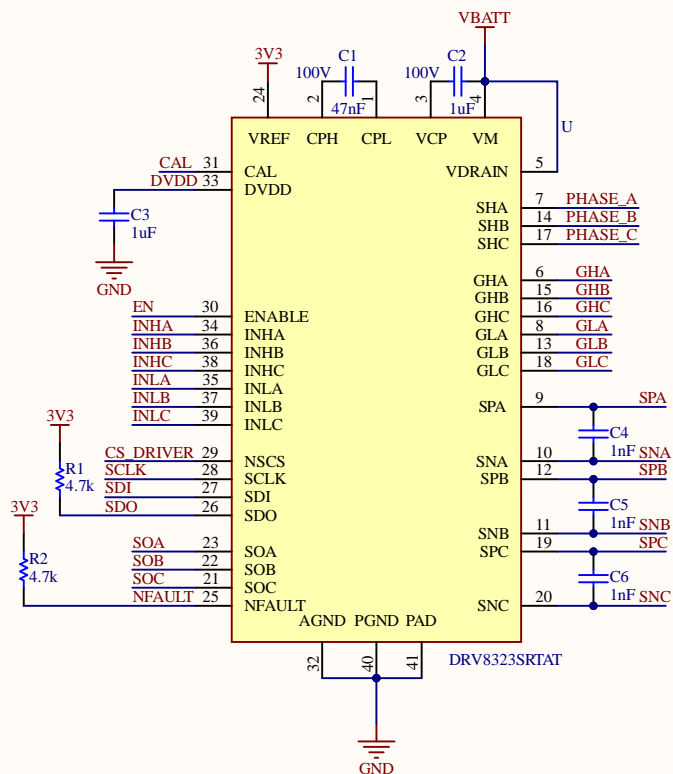 VBATT
3V3 C1 C2
100V 100V
24 2 47nF 1 3 1uF 4
U
VREF CPH CPL VCP VM
CAL 31 CAL VDRAIN 5
DVDD 33 DVDD
C3
1uF
GND
SHA 7 PHASE_A
SHB 14 PHASE_B
SHC 17 PHASE_C
GHA 6 GHA
GHB 15 GHB
GHC 16 GHC
GLA 8 GLA
GLB 13 GLB
GLC 18 GLC
EN 30 ENABLE
INHA 34 INHA
INHB 36 INHB
INHC 38 INHC
INLA 35 INLA
INLB 37 INLB
INLC 39 INLC
SPA 9 SPA
C4
1nF
SNA 10 SNA
SPB 12 SPB
C5
1nF
SNB 11 SNB
SPC 19 SPC
C6
1nF
SNC 20 SNC
3V3
R1
4.7k
CS_DRIVER 29 NSCS
SCLK 28 SCLK
SDI 27 SDI
SDO 26 SDO
3V3
R2
4.7k
SOA 23 SOA
SOB 22 SOB
SOC 21 SOC
NFAULT 25 NFAULT
AGND PGND PAD
32 40 41
DRV8323SRTAT
GND